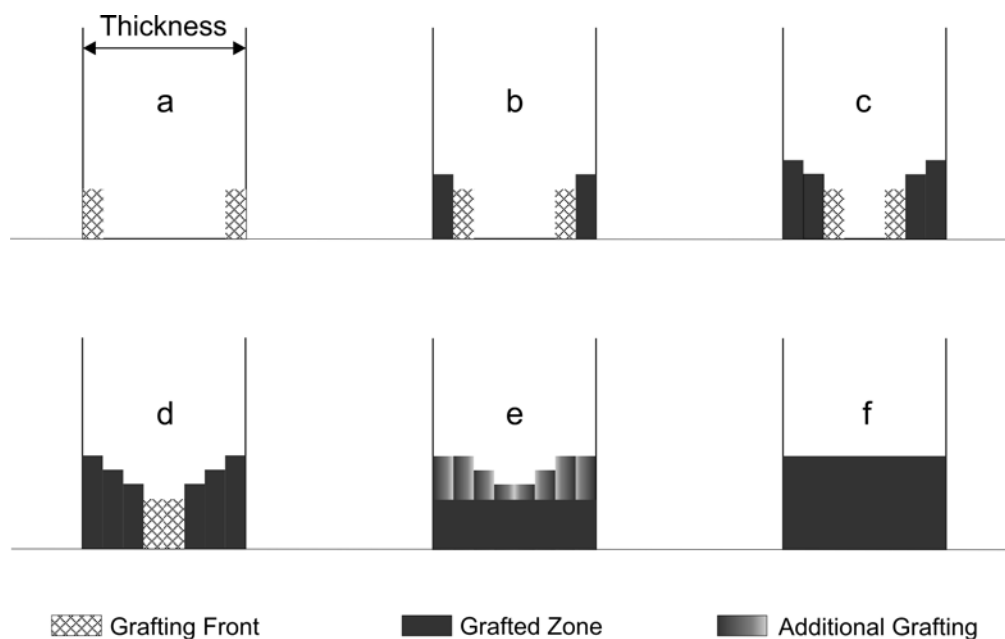 Thickness
a
b
c
d
e
f
Grafting Front
Grafted Zone
Additional Grafting